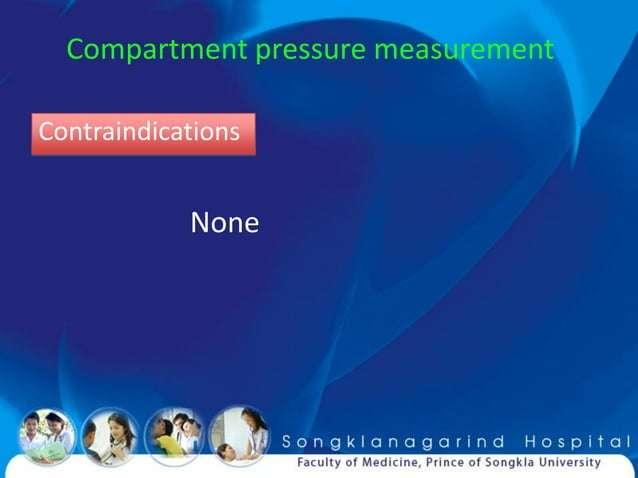 Compartment pressure measurement
Contraindications
None
Songklanagarind Hospital
Faculty of Medicine, Prince of Songkla University